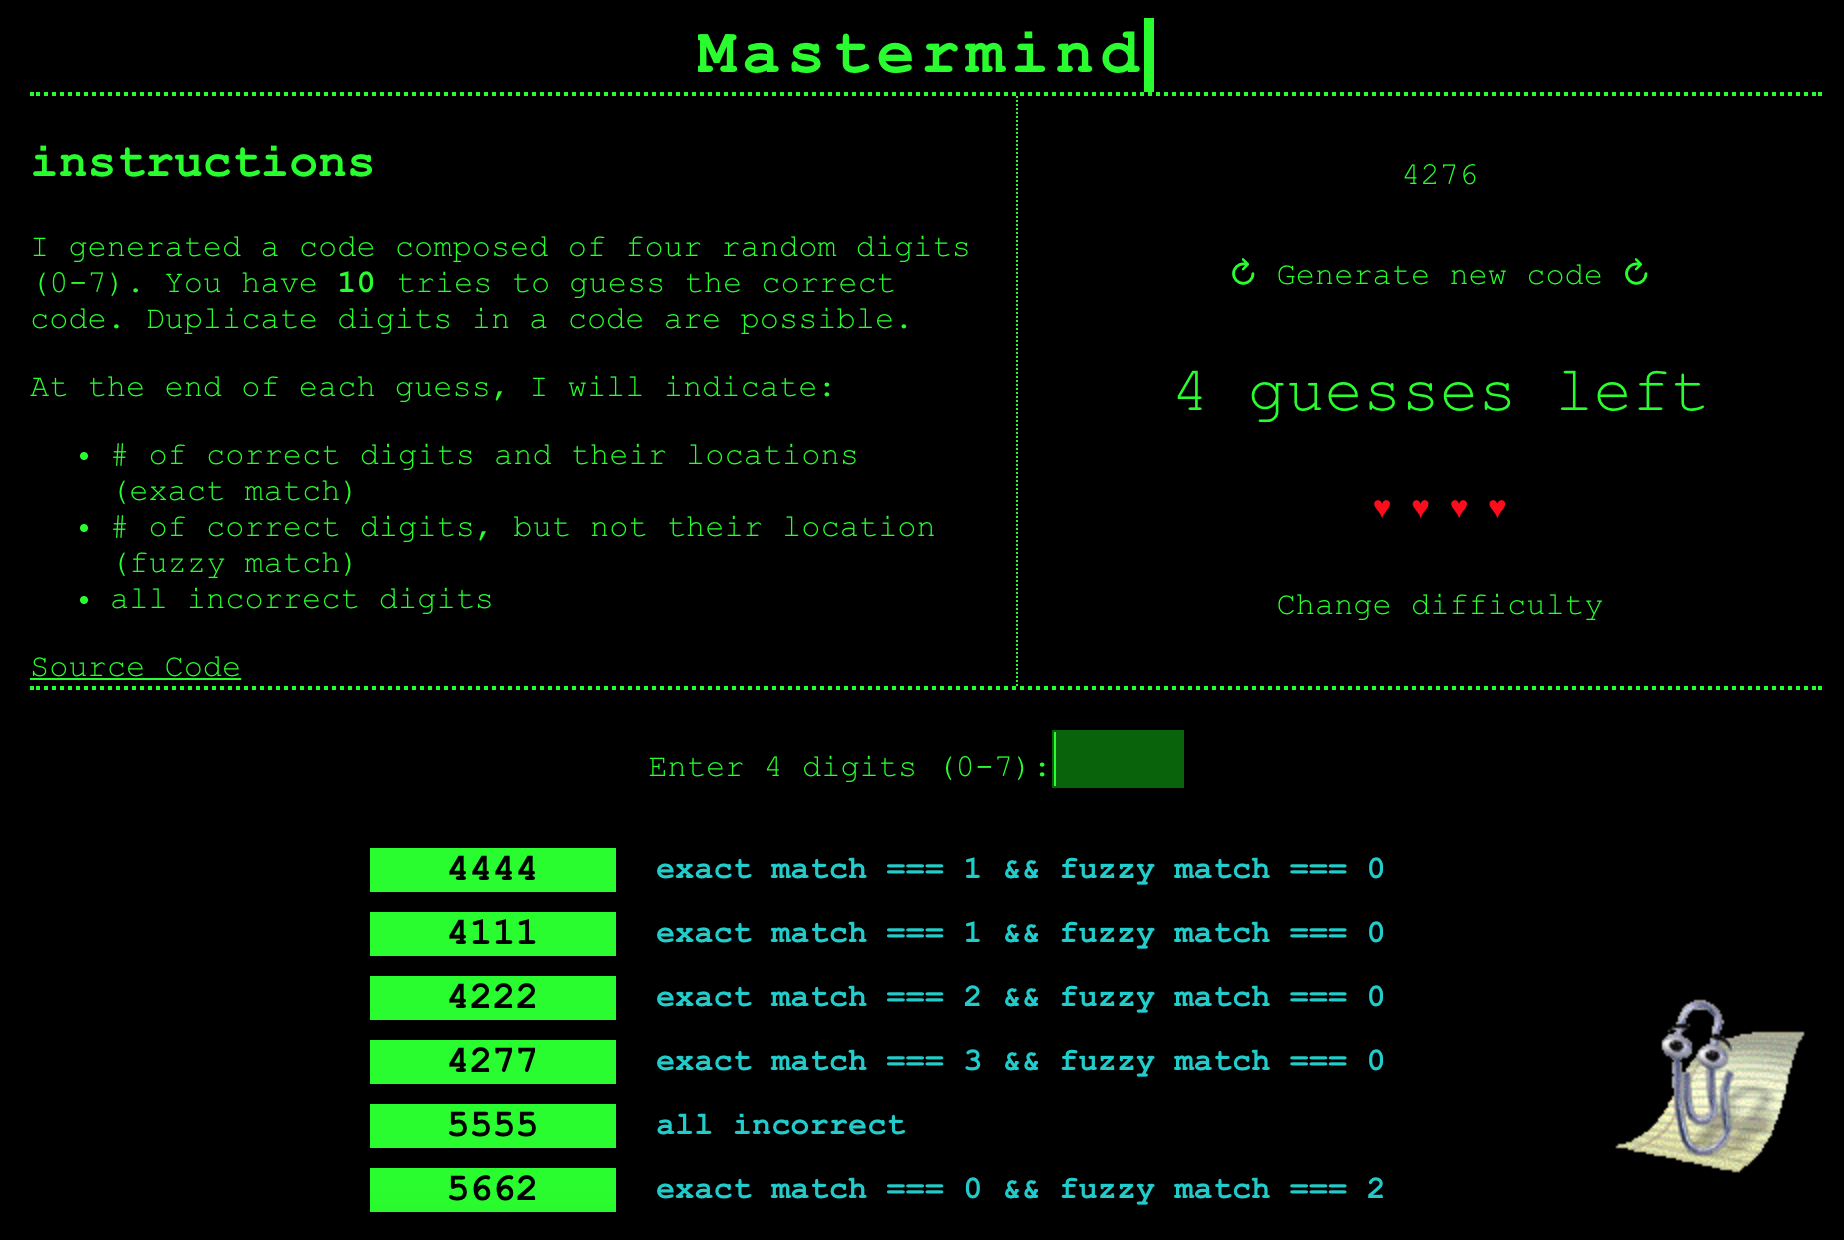 Mastermind
instructions
I generated a code composed of four random digits
(0-7). You have 10 tries to guess the correct
code. Duplicate digits in a code are possible.
At the end of each guess, I will indicate:
• # of correct digits and their locations
(exact match)
• # of correct digits, but not their location
(fuzzy match)
• all incorrect digits
Source Code
4276
↻ Generate new code ↻
4 guesses left
♥ ♥ ♥ ♥
Change difficulty
Enter 4 digits (0-7):
4444 exact match === 1 && fuzzy match === 0
4111 exact match === 1 && fuzzy match === 0
4222 exact match === 2 && fuzzy match === 0
4277 exact match === 3 && fuzzy match === 0
5555 all incorrect
5662 exact match === 0 && fuzzy match === 2